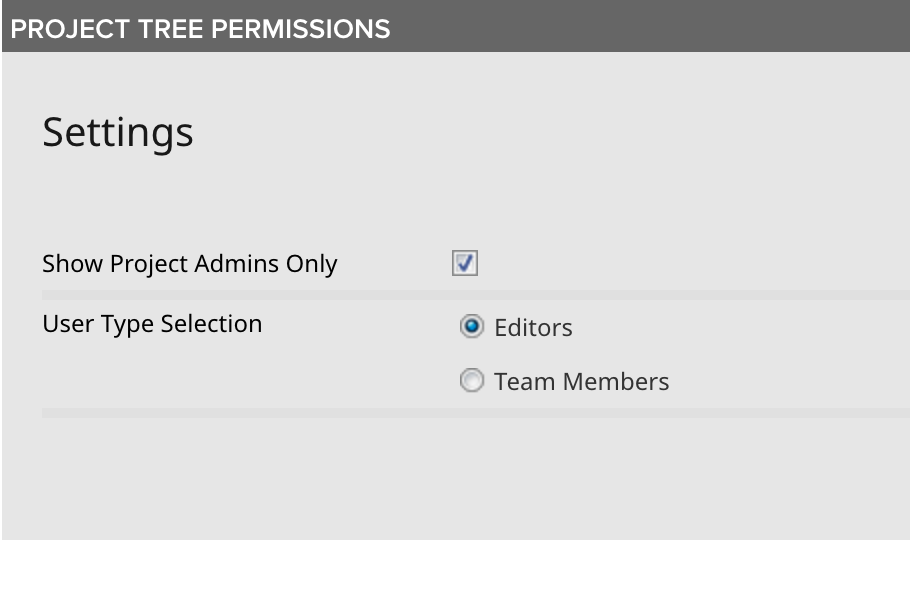 PROJECT TREE PERMISSIONS
Settings
Show Project Admins Only
User Type Selection
Editors
Team Members